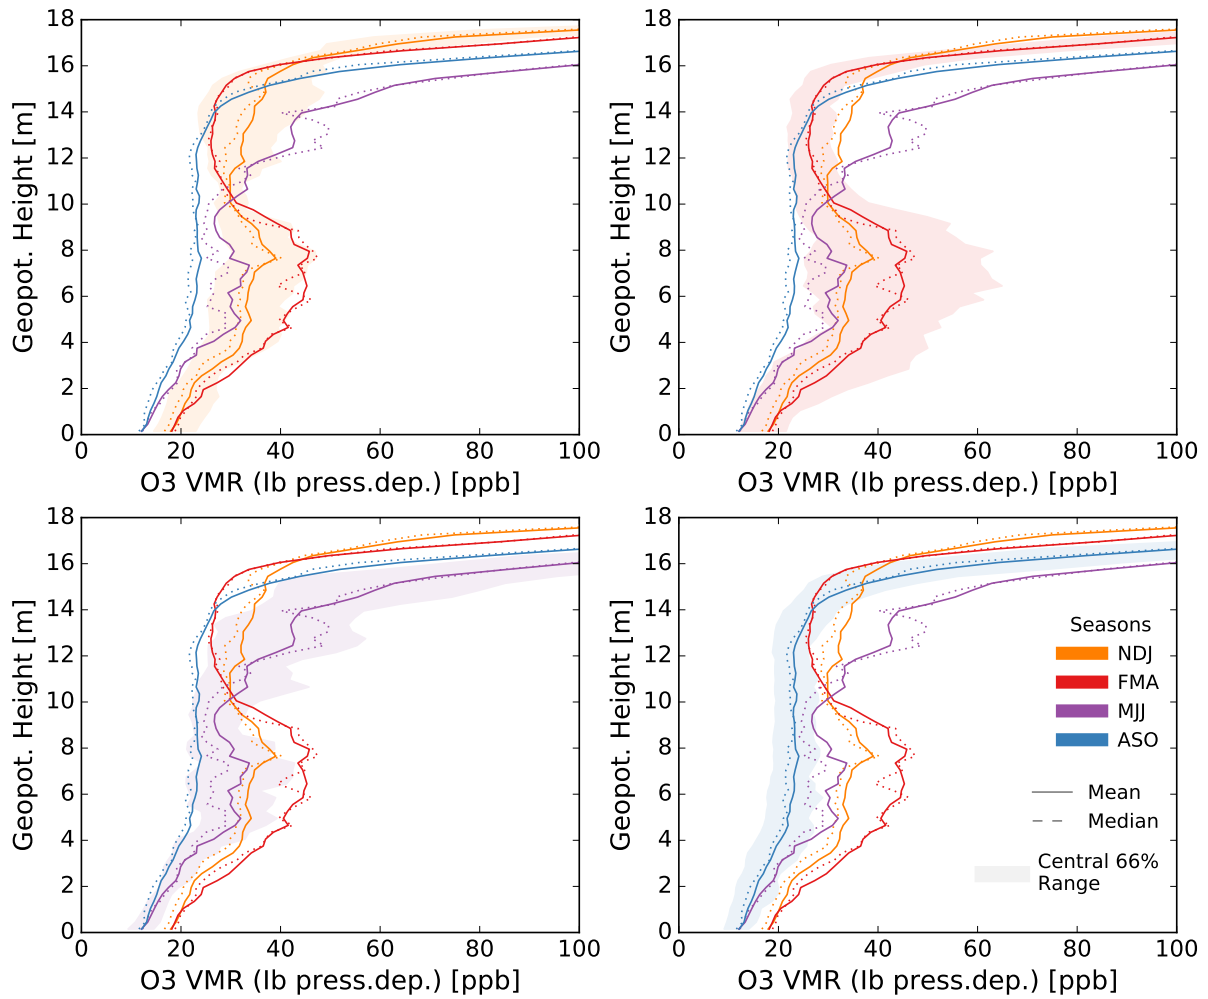 18
16
14
12
10
8
6
4
2
0
Geopot. Height [m]
0 20 40 60 80 100
O3 VMR (Ib press.dep.) [ppb]
18
16
14
12
10
8
6
4
2
0
Geopot. Height [m]
0 20 40 60 80 100
O3 VMR (Ib press.dep.) [ppb]
18
16
14
12
10
8
6
4
2
0
Geopot. Height [m]
0 20 40 60 80 100
O3 VMR (Ib press.dep.) [ppb]
18
16
14
12
10
8
6
4
2
0
Geopot. Height [m]
0 20 40 60 80 100
O3 VMR (Ib press.dep.) [ppb]
Seasons
NDJ
FMA
MJJ
ASO
Mean
Median
Central 66%
Range